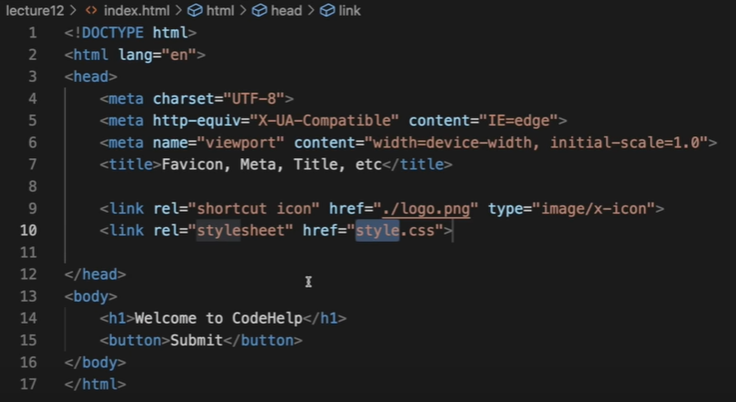 lecture12 > <> index.html > html > head > link
1 <!DOCTYPE html>
2 <html lang="en">
3 <head>
4     <meta charset="UTF-8">
5     <meta http-equiv="X-UA-Compatible" content="IE=edge">
6     <meta name="viewport" content="width=device-width, initial-scale=1.0">
7     <title>Favicon, Meta, Title, etc</title>
8
9     <link rel="shortcut icon" href="./logo.png" type="image/x-icon">
10     <link rel="stylesheet" href="style.css">
11
12 </head>
13 <body>
14     <h1>Welcome to CodeHelp</h1>
15     <button>Submit</button>
16 </body>
17 </html>